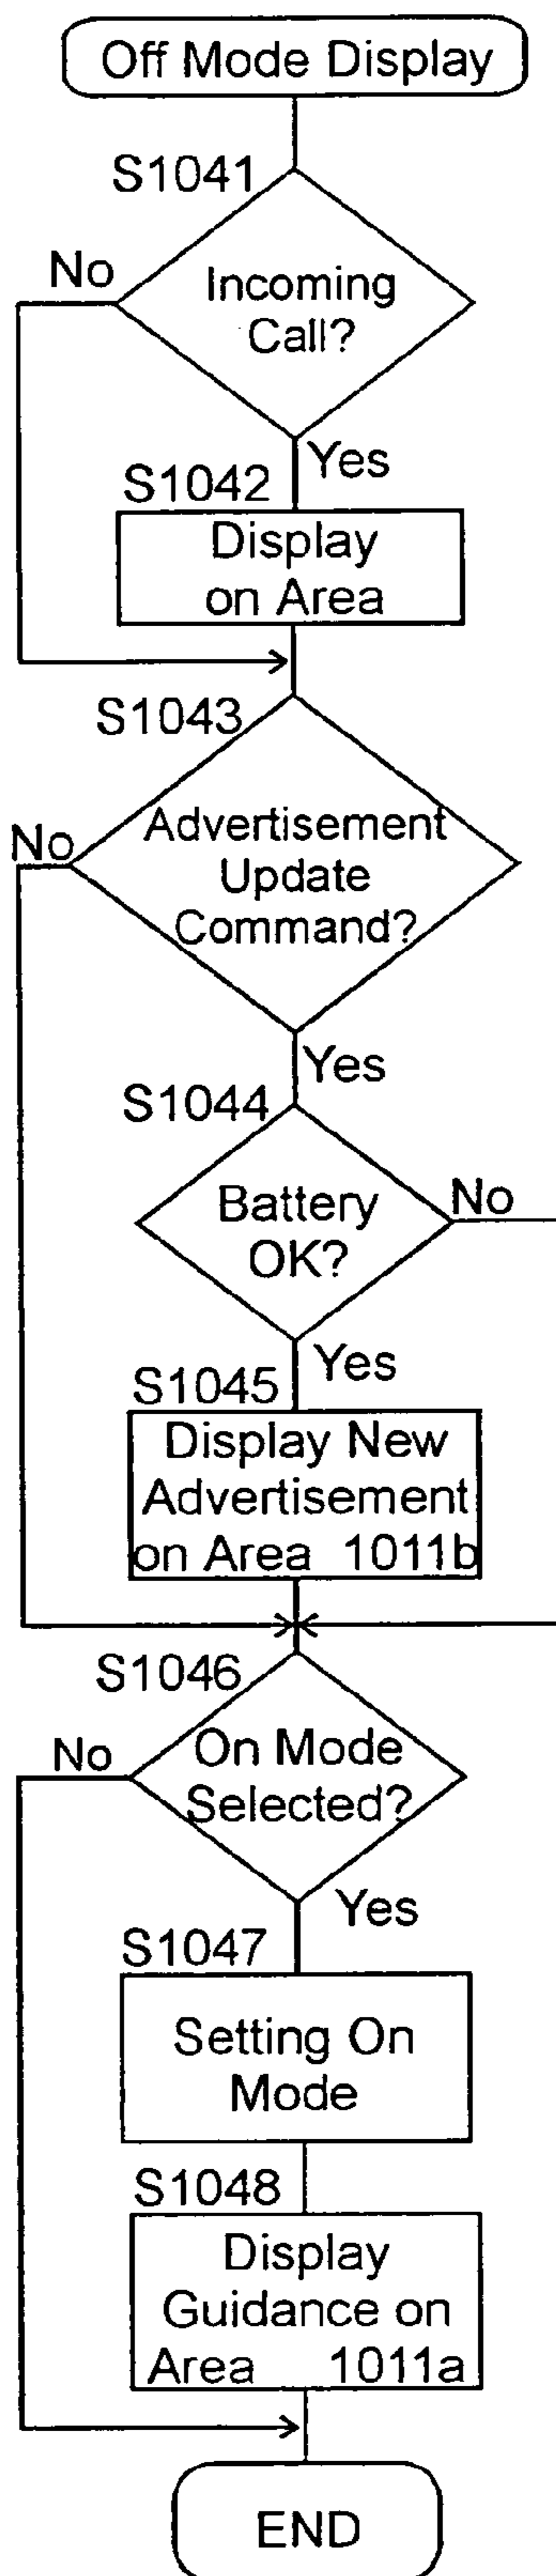 Off Mode Display
S1041
No
Incoming
Call?
Yes
S1042
Display
on Area
S1043
No
Advertisement
Update
Command?
Yes
S1044
Battery
OK?
No
Yes
S1045
Display New
Advertisement
on Area 1011b
S1046
No
On Mode
Selected?
Yes
S1047
Setting On
Mode
S1048
Display
Guidance on
Area 1011a
END